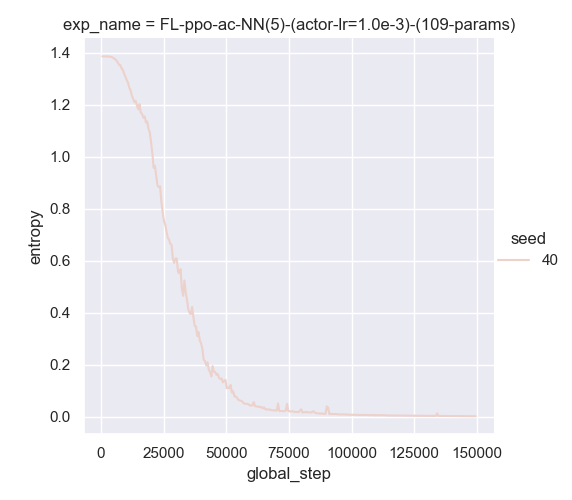 exp_name = FL-ppo-ac-NN(5)-(actor-lr=1.0e-3)-(109-params)
1.4
1.2
1.0
0.8
0.6
0.4
0.2
0.0
entropy
0 25000 50000 75000 100000 125000 150000
global_step
seed
40